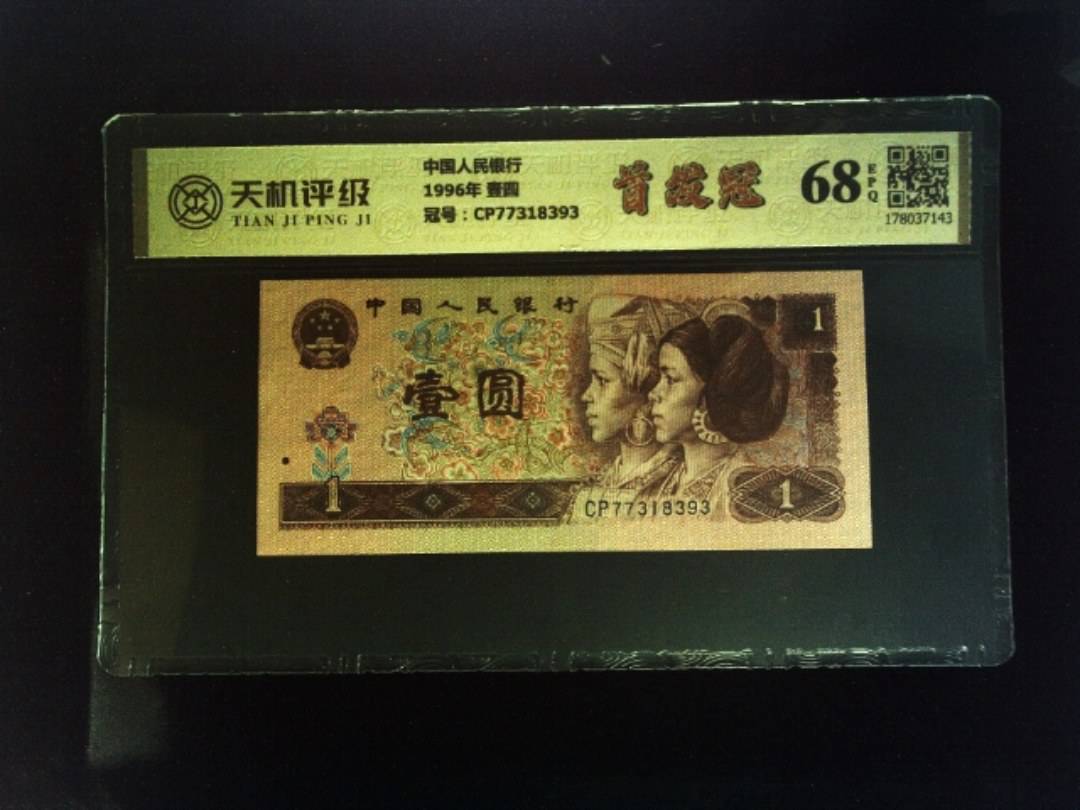 天机评级
TIAN JI PING JI
中国人民银行
1996年 壹圆
冠号：CP77318393
首发冠
68
EPQ
178037143
中国人民银行
壹圆
1
1
1
CP77318393